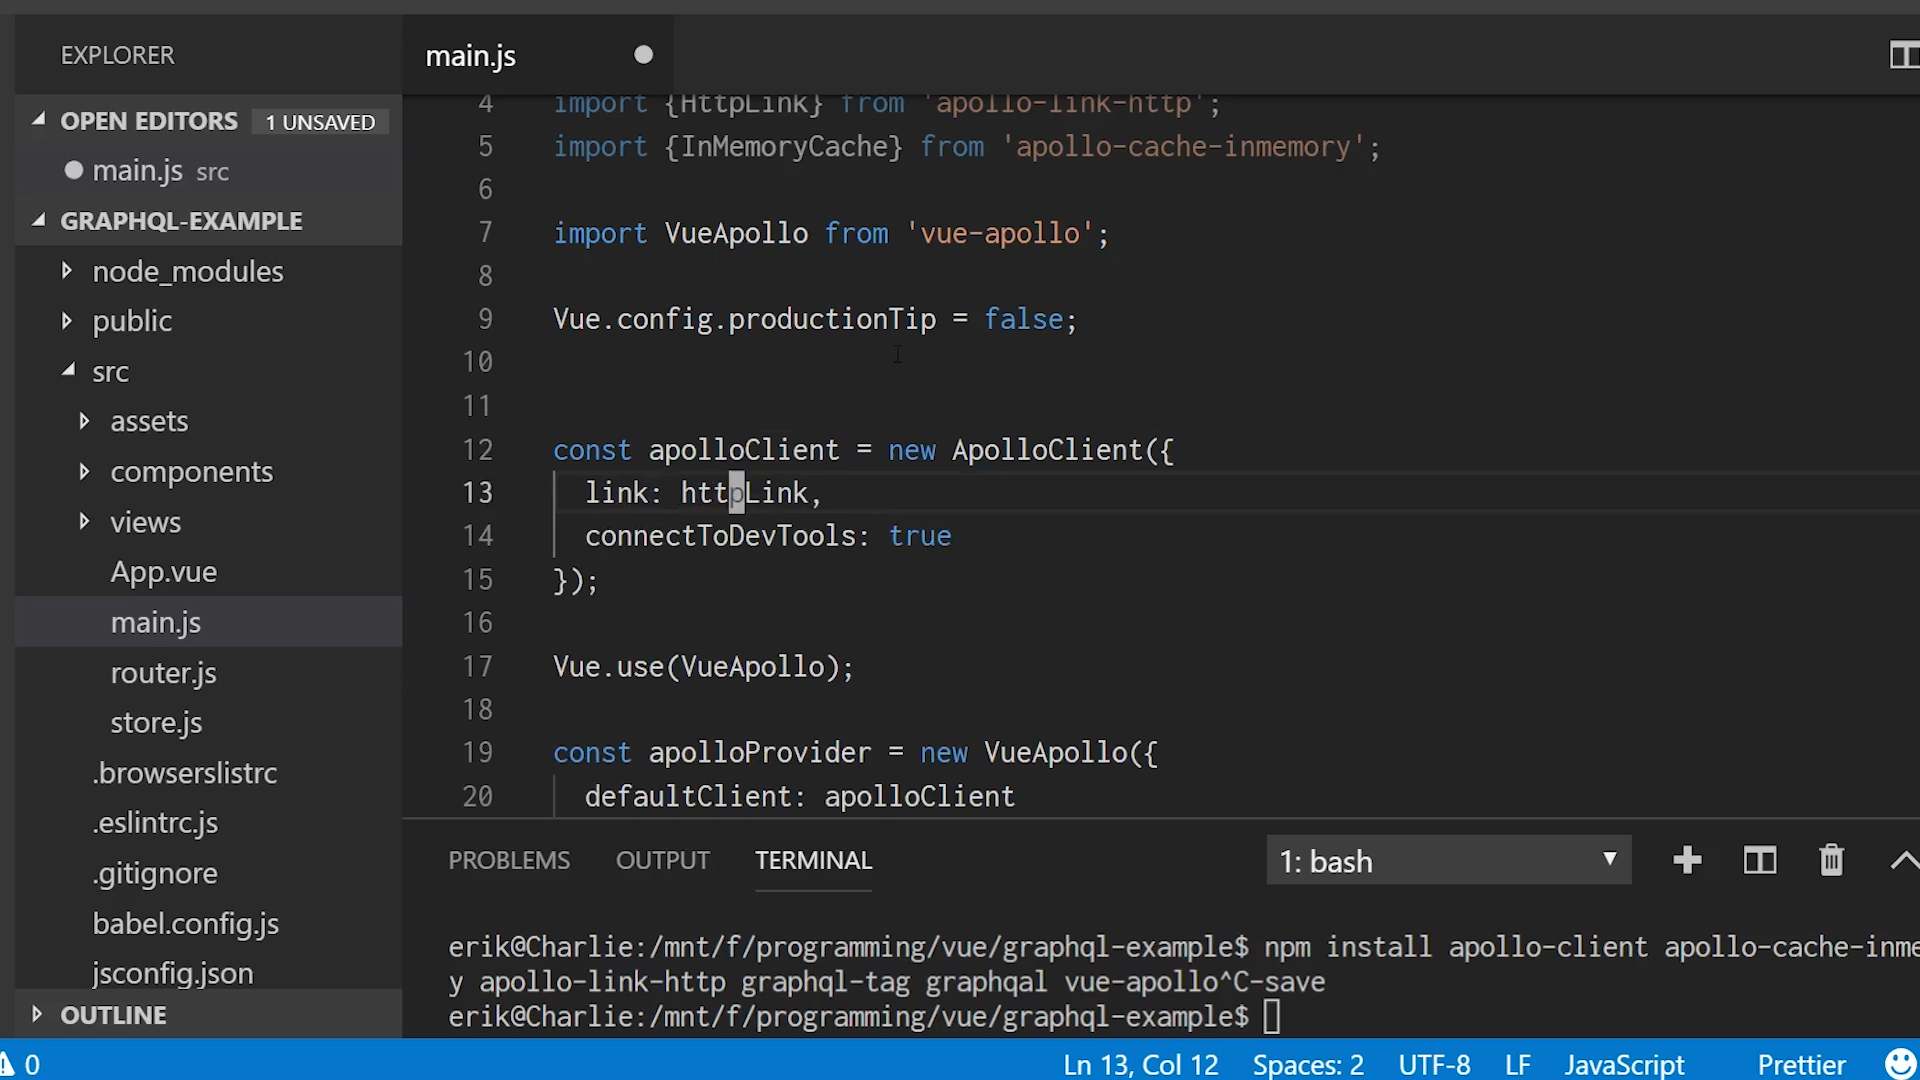 EXPLORER
OPEN EDITORS 1 UNSAVED
main.js src
GRAPHQL-EXAMPLE
node_modules
public
src
assets
components
views
App.vue
main.js
router.js
store.js
.browserslistrc
.eslintrc.js
.gitignore
babel.config.js
jsconfig.json
OUTLINE
main.js
4 import {HttpLink} from 'apollo-link-http';
5 import {InMemoryCache} from 'apollo-cache-inmemory';
6
7 import VueApollo from 'vue-apollo';
8
9 Vue.config.productionTip = false;
10
11
12 const apolloClient = new ApolloClient({
13 link: httpLink,
14 connectToDevTools: true
15 });
16
17 Vue.use(VueApollo);
18
19 const apolloProvider = new VueApollo({
20 defaultClient: apolloClient
PROBLEMS OUTPUT TERMINAL 1: bash
erik@Charlie:/mnt/f/programming/vue/graphql-example$ npm install apollo-client apollo-cache-inme
y apollo-link-http graphql-tag graphqal vue-apollo^C-save
erik@Charlie:/mnt/f/programming/vue/graphql-example$
0 Ln 13, Col 12 Spaces: 2 UTF-8 LF JavaScript Prettier